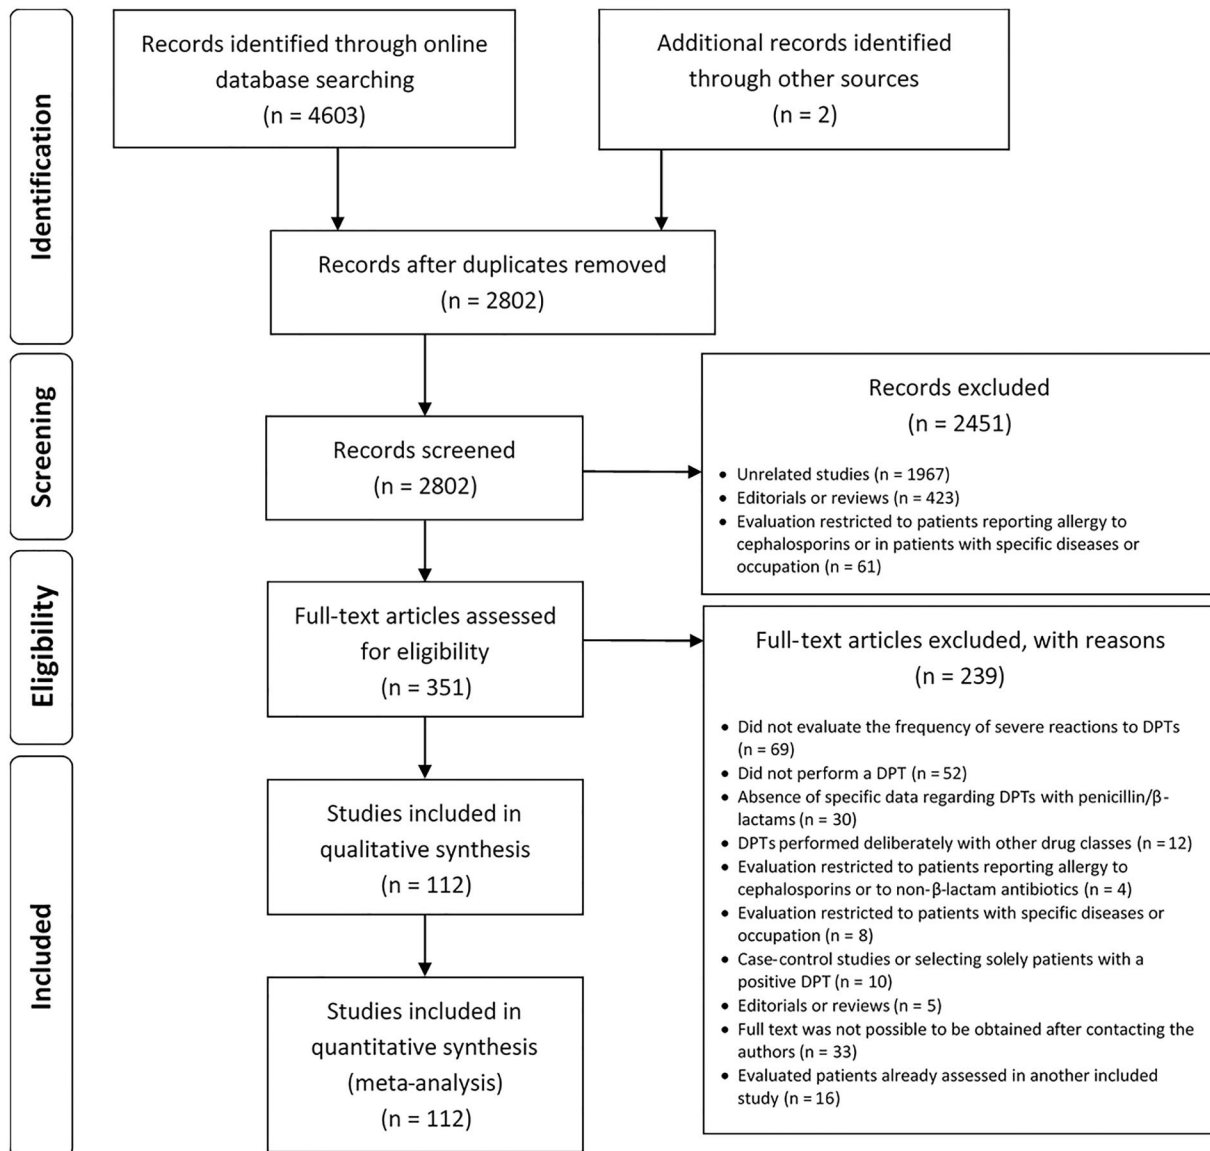 Identification
Records identified through online
database searching
(n = 4603)
Additional records identified
through other sources
(n = 2)
Records after duplicates removed
(n = 2802)
Screening
Records screened
(n = 2802)
Records excluded
(n = 2451)
• Unrelated studies (n = 1967)
• Editorials or reviews (n = 423)
• Evaluation restricted to patients reporting allergy to
cephalosporins or in patients with specific diseases or
occupation (n = 61)
Eligibility
Full-text articles assessed
for eligibility
(n = 351)
Full-text articles excluded, with reasons
(n = 239)
• Did not evaluate the frequency of severe reactions to DPTs
(n = 69)
• Did not perform a DPT (n = 52)
• Absence of specific data regarding DPTs with penicillin/β-
lactams (n = 30)
• DPTs performed deliberately with other drug classes (n = 12)
• Evaluation restricted to patients reporting allergy to
cephalosporins or to non-β-lactam antibiotics (n = 4)
• Evaluation restricted to patients with specific diseases or
occupation (n = 8)
• Case-control studies or selecting solely patients with a
positive DPT (n = 10)
• Editorials or reviews (n = 5)
• Full text was not possible to be obtained after contacting the
authors (n = 33)
• Evaluated patients already assessed in another included
study (n = 16)
Included
Studies included in
qualitative synthesis
(n = 112)
Studies included in
quantitative synthesis
(meta-analysis)
(n = 112)